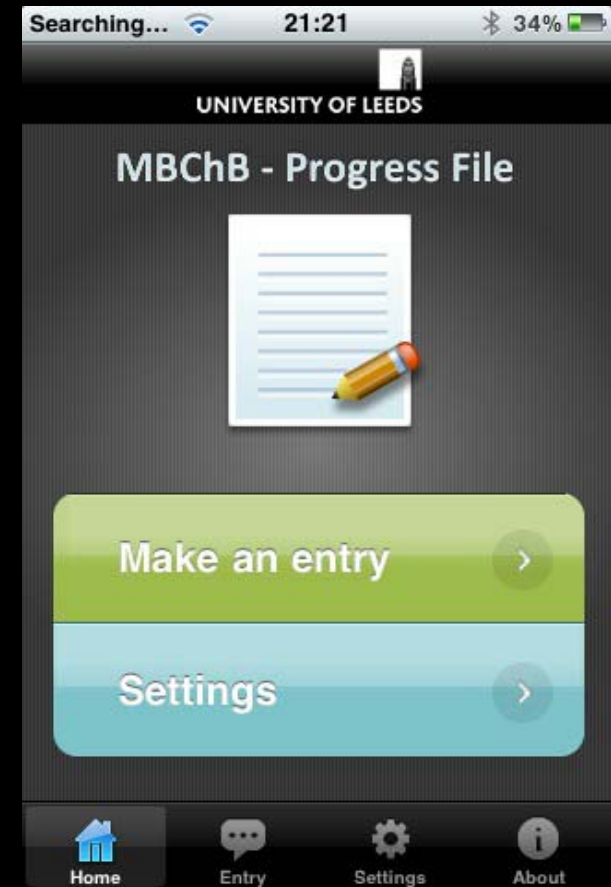 Searching... 21:21 34%
UNIVERSITY OF LEEDS
MBChB - Progress File
Make an entry
Settings
Home Entry Settings About